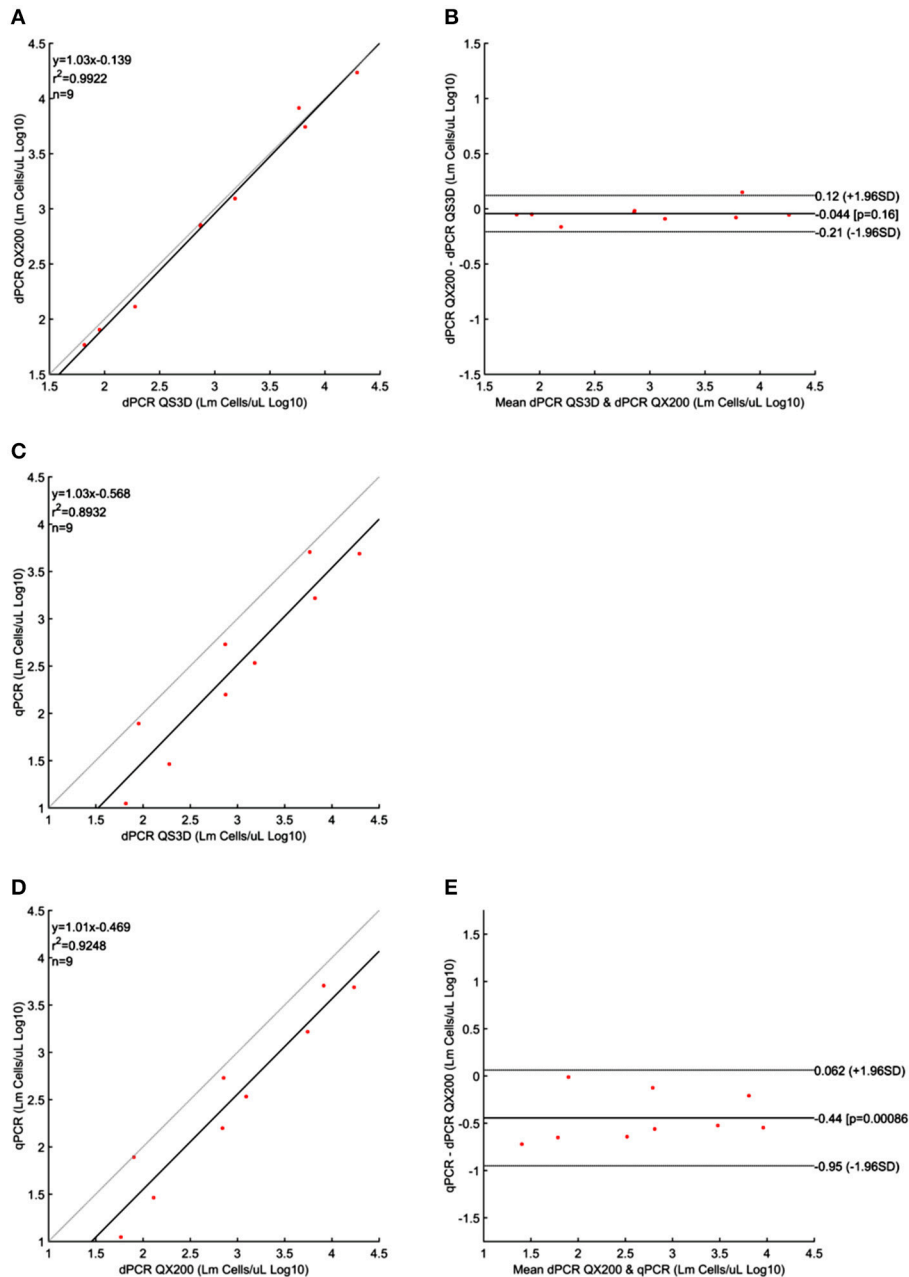 A
y=1.03x-0.139
r2=0.9922
n=9
4.5
4
3.5
3
2.5
2
1.5
1.5 2 2.5 3 3.5 4 4.5
dPCR QS3D (Lm Cells/uL Log10)
dPCR QX200 (Lm Cells/uL Log10)
B
1.5
1
0.5
0
-0.5
-1
-1.5
0.12 (+1.96SD)
-0.044 [p=0.16]
-0.21 (-1.96SD)
1.5 2 2.5 3 3.5 4 4.5
Mean dPCR QS3D & dPCR QX200 (Lm Cells/uL Log10)
dPCR QX200 - dPCR QS3D (Lm Cells/uL Log10)
C
y=1.03x-0.568
r2=0.8932
n=9
4.5
4
3.5
3
2.5
2
1.5
1
1 1.5 2 2.5 3 3.5 4 4.5
dPCR QS3D (Lm Cells/uL Log10)
qPCR (Lm Cells/uL Log10)
D
y=1.01x-0.469
r2=0.9248
n=9
4.5
4
3.5
3
2.5
2
1.5
1
1 1.5 2 2.5 3 3.5 4 4.5
dPCR QX200 (Lm Cells/uL Log10)
qPCR (Lm Cells/uL Log10)
E
1.5
1
0.5
0
-0.5
-1
-1.5
0.062 (+1.96SD)
-0.44 [p=0.00086
-0.95 (-1.96SD)
1 1.5 2 2.5 3 3.5 4 4.5
Mean dPCR QX200 & qPCR (Lm Cells/uL Log10)
qPCR - dPCR QX200 (Lm Cells/uL Log10)